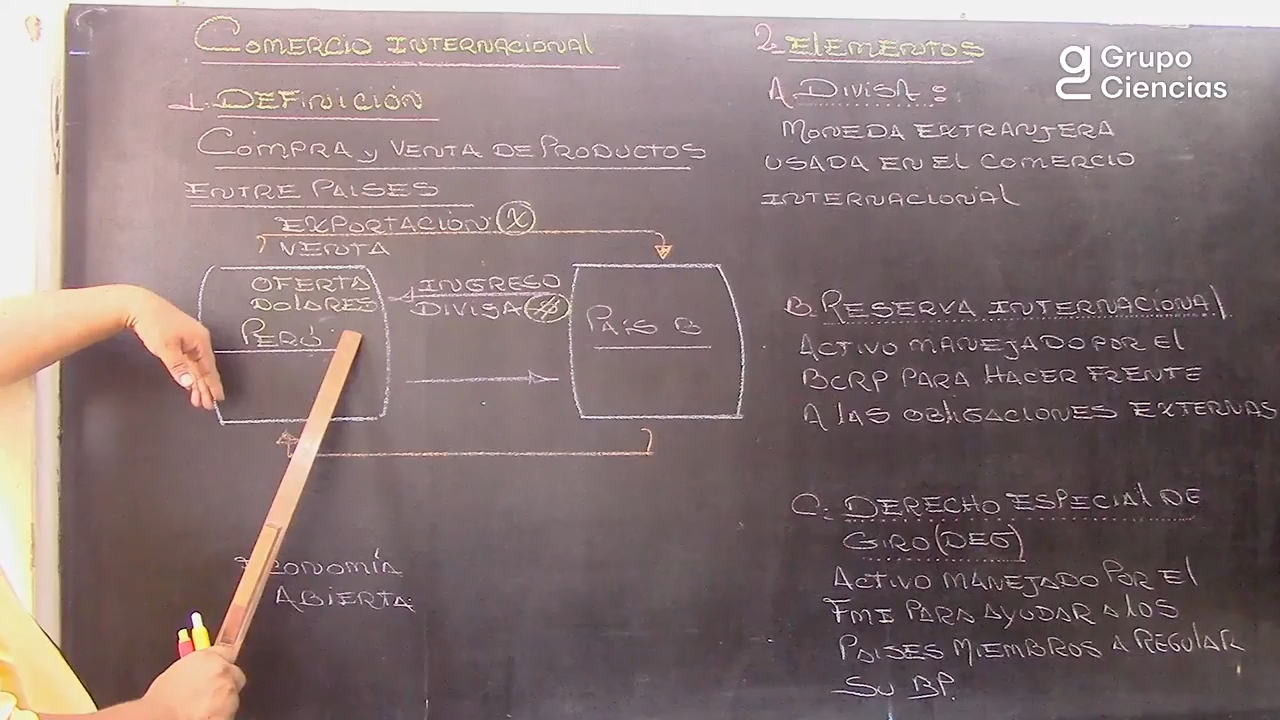 COMERCIO INTERNACIONAL
1. DEFINICIÓN
COMPRA y VENTA DE PRODUCTOS
ENTRE PAISES
EXPORTACIÓN (X)
VENTA
OFERTA
DOLARES
PERÚ
INGRESO
DIVISA
PAIS B
ECONOMÍA
ABIERTA
2. ELEMENTOS
A. DIVISA:
MONEDA EXTRANJERA
USADA EN EL COMERCIO
INTERNACIONAL
B. RESERVA INTERNACIONAL
ACTIVO MANEJADO POR EL
BCRP PARA HACER FRENTE
A LAS OBLIGACIONES EXTERNAS
C. DERECHO ESPECIAL DE
GIRO (DEG)
ACTIVO MANEJADO POR EL
FMI PARA AYUDAR A LOS
PAISES MIEMBROS A REGULAR
SU BP.
Grupo
Ciencias